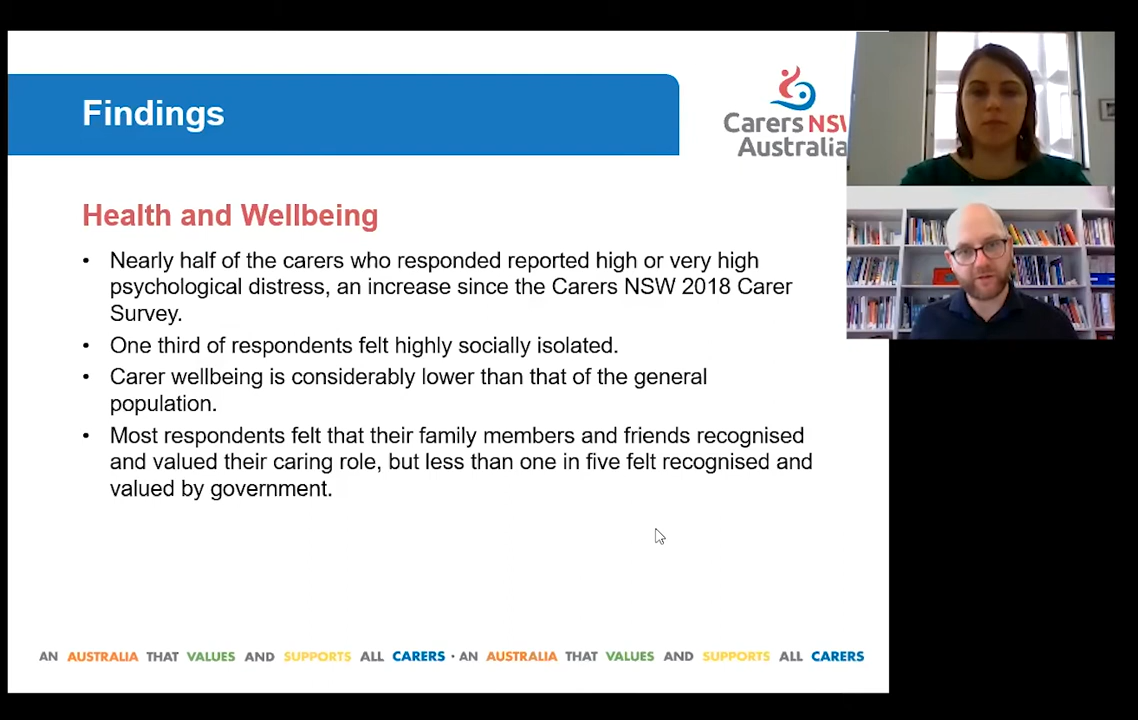 Findings
Carers NSW
Australia
Health and Wellbeing
• Nearly half of the carers who responded reported high or very high
psychological distress, an increase since the Carers NSW 2018 Carer
Survey.
• One third of respondents felt highly socially isolated.
• Carer wellbeing is considerably lower than that of the general
population.
• Most respondents felt that their family members and friends recognised
and valued their caring role, but less than one in five felt recognised and
valued by government.
AN AUSTRALIA THAT VALUES AND SUPPORTS ALL CARERS · AN AUSTRALIA THAT VALUES AND SUPPORTS ALL CARERS